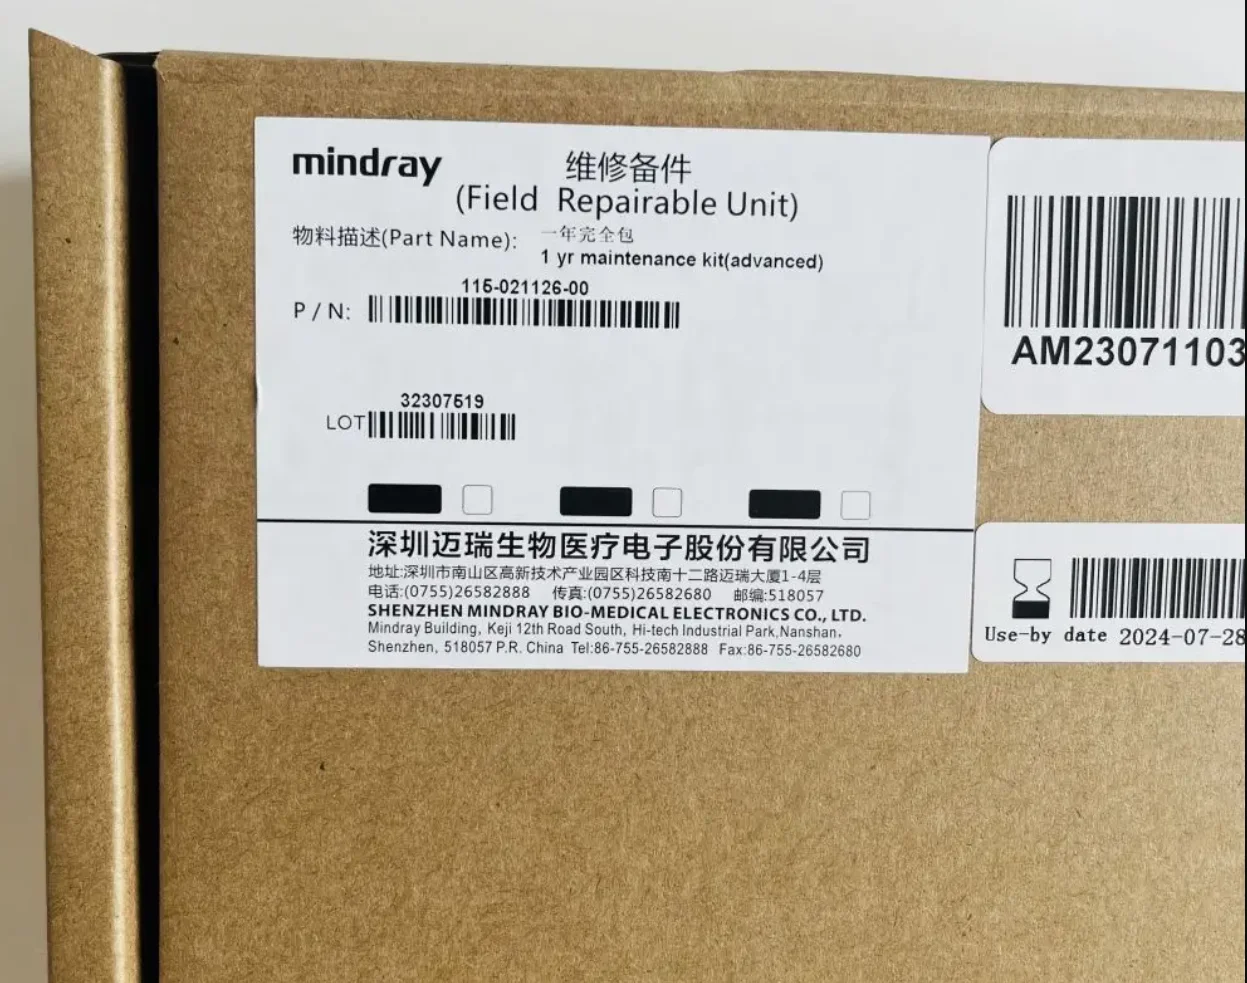 mindray
维修备件
(Field Repairable Unit)
物料描述(Part Name):
一年完全包
1 yr maintenance kit(advanced)
115-021126-00
P / N:
32307519
LOT
深圳迈瑞生物医疗电子股份有限公司
地址:深圳市南山区高新技术产业园区科技南十二路迈瑞大厦1-4层
电话:(0755)26582888 传真:(0755)26582680 邮编:518057
SHENZHEN MINDRAY BIO-MEDICAL ELECTRONICS CO., LTD.
Mindray Building, Keji 12th Road South, Hi-tech Industrial Park,Nanshan,
Shenzhen, 518057 P.R. China Tel:86-755-26582888 Fax:86-755-26582680
AM23071103
Use-by date 2024-07-28